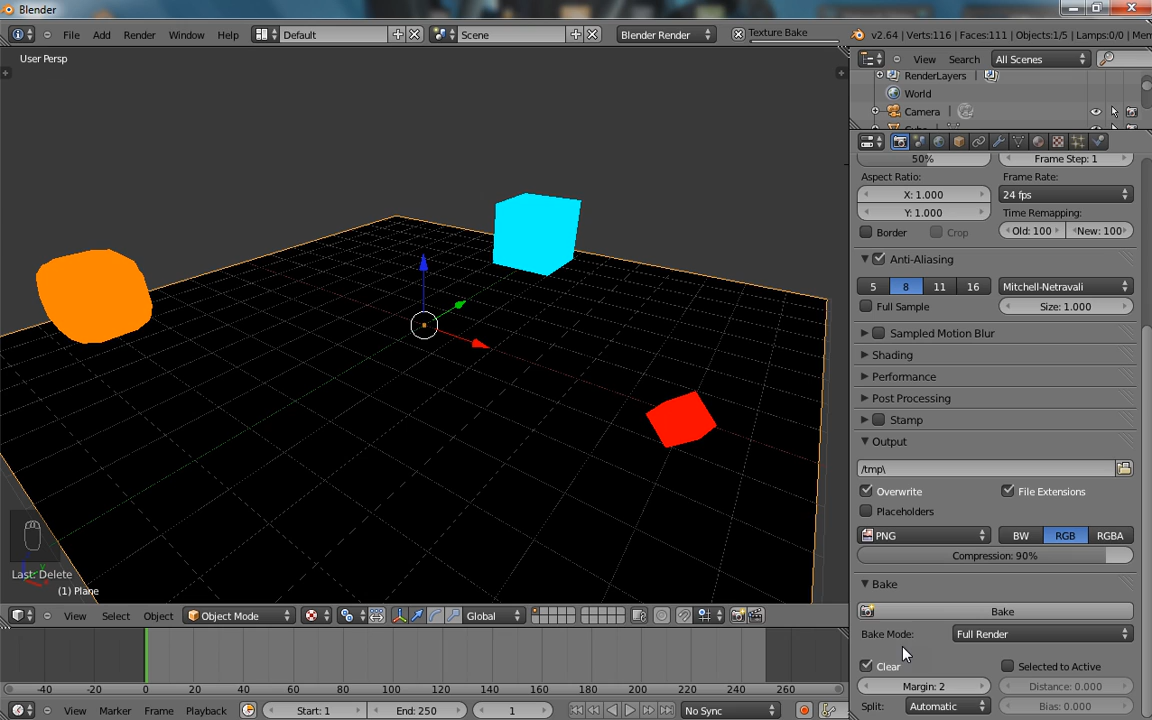 Blender
File Add Render Window Help Default Scene Blender Render Texture Bake v2.64 | Verts:116 | Faces:111 | Objects:1/5 | Lamps:0/0 | Mem
User Persp
View Search All Scenes
RenderLayers |
World
Camera |
50% Frame Step: 1
Aspect Ratio: Frame Rate:
X: 1.000 24 fps
Y: 1.000 Time Remapping:
Border Crop Old: 100 New: 100
Anti-Aliasing
5 8 11 16 Mitchell-Netravali
Full Sample Size: 1.000
Sampled Motion Blur
Shading
Performance
Post Processing
Stamp
Output
/tmp\
Overwrite File Extensions
Placeholders
PNG BW RGB RGBA
Compression: 90%
Last: Delete
(1) Plane
Bake
Bake
View Select Object Object Mode Global
Bake Mode: Full Render
Clear Selected to Active
Margin: 2 Distance: 0.000
Split: Automatic Bias: 0.000
-40 -20 0 20 40 60 80 100 120 140 160 180 200 220 240 260
View Marker Frame Playback Start: 1 End: 250 1 No Sync